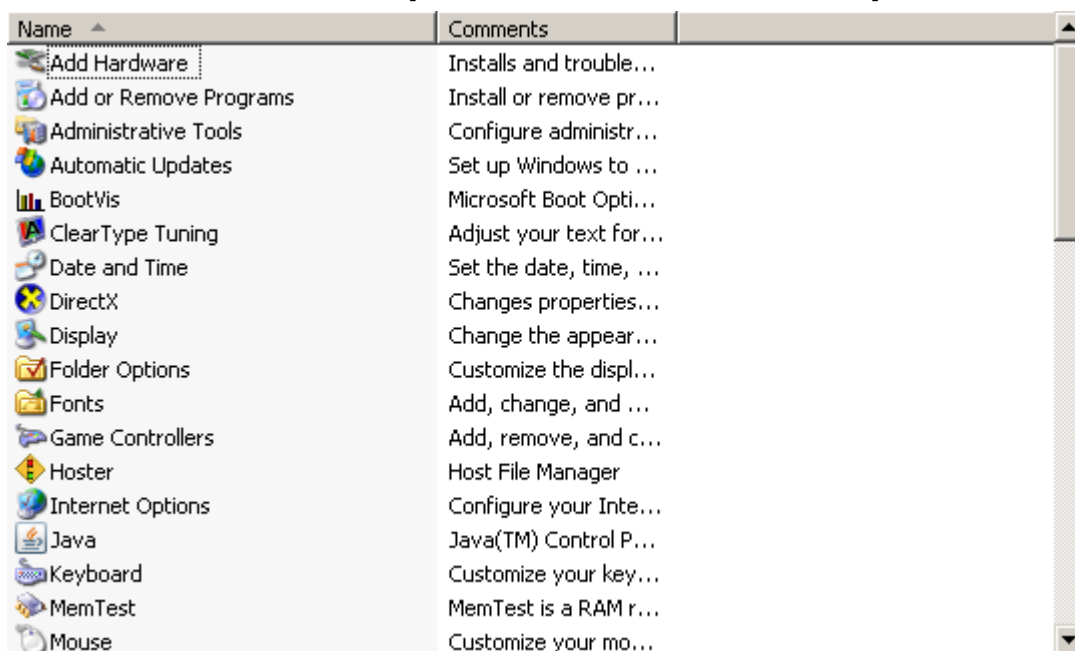 Name Comments
Add Hardware Installs and trouble...
Add or Remove Programs Install or remove pr...
Administrative Tools Configure administr...
Automatic Updates Set up Windows to ...
BootVis Microsoft Boot Opti...
ClearType Tuning Adjust your text for...
Date and Time Set the date, time, ...
DirectX Changes properties...
Display Change the appear...
Folder Options Customize the displ...
Fonts Add, change, and ...
Game Controllers Add, remove, and c...
Hoster Host File Manager
Internet Options Configure your Inte...
Java Java(TM) Control P...
Keyboard Customize your key...
MemTest MemTest is a RAM r...
Mouse Customize your mo...